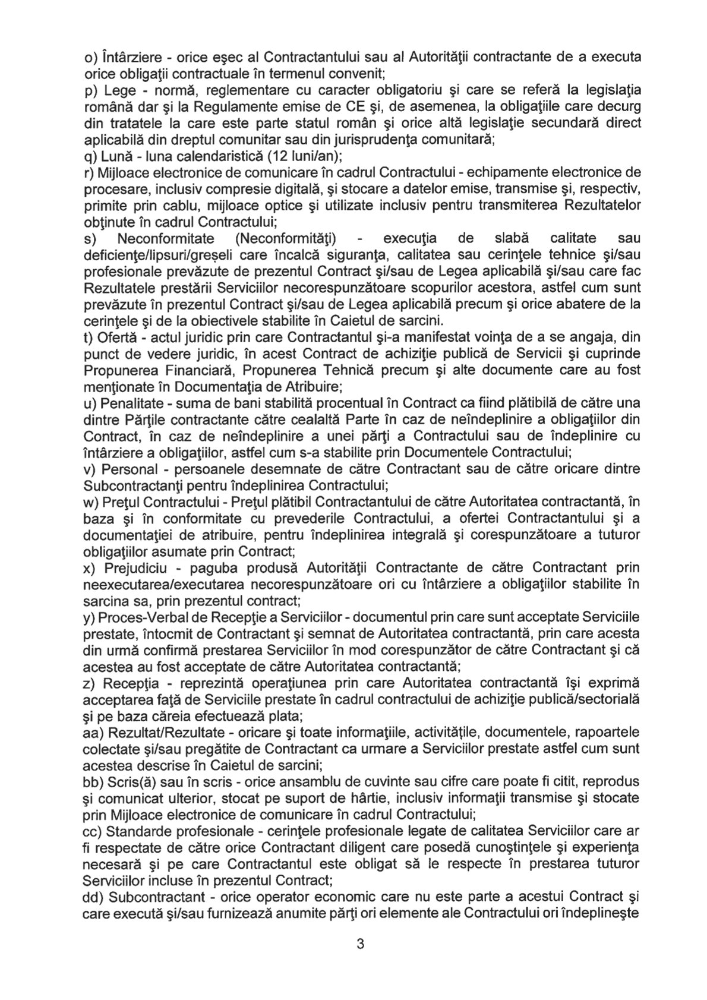 o) Întârziere - orice eşec al Contractantului sau al Autorităţii contractante de a executa
orice obligaţii contractuale în termenul convenit;
p) Lege - normă, reglementare cu caracter obligatoriu şi care se referă la legislaţia
română dar şi la Regulamente emise de CE şi, de asemenea, la obligaţiile care decurg
din tratatele la care este parte statul român şi orice altă legislaţie secundară direct
aplicabilă din dreptul comunitar sau din jurisprudenţa comunitară;
q) Lună - luna calendaristică (12 luni/an);
r) Mijloace electronice de comunicare în cadrul Contractului - echipamente electronice de
procesare, inclusiv compresie digitală, şi stocare a datelor emise, transmise şi, respectiv,
primite prin cablu, mijloace optice şi utilizate inclusiv pentru transmiterea Rezultatelor
obţinute în cadrul Contractului;
s) Neconformitate (Neconformităţi) - execuţia de slabă calitate sau
deficienţe/lipsuri/greşeli care încalcă siguranţa, calitatea sau cerinţele tehnice şi/sau
profesionale prevăzute de prezentul Contract şi/sau de Legea aplicabilă şi/sau care fac
Rezultatele prestării Serviciilor necorespunzătoare scopurilor acestora, astfel cum sunt
prevăzute în prezentul Contract şi/sau de Legea aplicabilă precum şi orice abatere de la
cerinţele şi de la obiectivele stabilite în Caietul de sarcini.
t) Ofertă - actul juridic prin care Contractantul şi-a manifestat voinţa de a se angaja, din
punct de vedere juridic, în acest Contract de achiziţie publică de Servicii şi cuprinde
Propunerea Financiară, Propunerea Tehnică precum şi alte documente care au fost
menţionate în Documentaţia de Atribuire;
u) Penalitate - suma de bani stabilită procentual în Contract ca fiind plătibilă de către una
dintre Părţile contractante către cealaltă Parte în caz de neîndeplinire a obligaţiilor din
Contract, în caz de neîndeplinire a unei părţi a Contractului sau de îndeplinire cu
întârziere a obligaţiilor, astfel cum s-a stabilite prin Documentele Contractului;
v) Personal - persoanele desemnate de către Contractant sau de către oricare dintre
Subcontractanţi pentru îndeplinirea Contractului;
w) Preţul Contractului - Preţul plătibil Contractantului de către Autoritatea contractantă, în
baza şi în conformitate cu prevederile Contractului, a ofertei Contractantului şi a
documentaţiei de atribuire, pentru îndeplinirea integrală şi corespunzătoare a tuturor
obligaţiilor asumate prin Contract;
x) Prejudiciu - paguba produsă Autorităţii Contractante de către Contractant prin
neexecutarea/executarea necorespunzătoare ori cu întârziere a obligaţiilor stabilite în
sarcina sa, prin prezentul contract;
y) Proces-Verbal de Recepţie a Serviciilor - documentul prin care sunt acceptate Serviciile
prestate, întocmit de Contractant şi semnat de Autoritatea contractantă, prin care acesta
din urmă confirmă prestarea Serviciilor în mod corespunzător de către Contractant şi că
acestea au fost acceptate de către Autoritatea contractantă;
z) Recepţia - reprezintă operaţiunea prin care Autoritatea contractantă îşi exprimă
acceptarea faţă de Serviciile prestate în cadrul contractului de achiziţie publică/sectorială
şi pe baza căreia efectuează plata;
aa) Rezultat/Rezultate - oricare şi toate informaţiile, activităţile, documentele, rapoartele
colectate şi/sau pregătite de Contractant ca urmare a Serviciilor prestate astfel cum sunt
acestea descrise în Caietul de sarcini;
bb) Scris(ă) sau în scris - orice ansamblu de cuvinte sau cifre care poate fi citit, reprodus
şi comunicat ulterior, stocat pe suport de hârtie, inclusiv informaţii transmise şi stocate
prin Mijloace electronice de comunicare în cadrul Contractului;
cc) Standarde profesionale - cerinţele profesionale legate de calitatea Serviciilor care ar
fi respectate de către orice Contractant diligent care posedă cunoştinţele şi experienţa
necesară şi pe care Contractantul este obligat să le respecte în prestarea tuturor
Serviciilor incluse în prezentul Contract;
dd) Subcontractant - orice operator economic care nu este parte a acestui Contract şi
care execută şi/sau furnizează anumite părţi ori elemente ale Contractului ori îndeplineşte
3